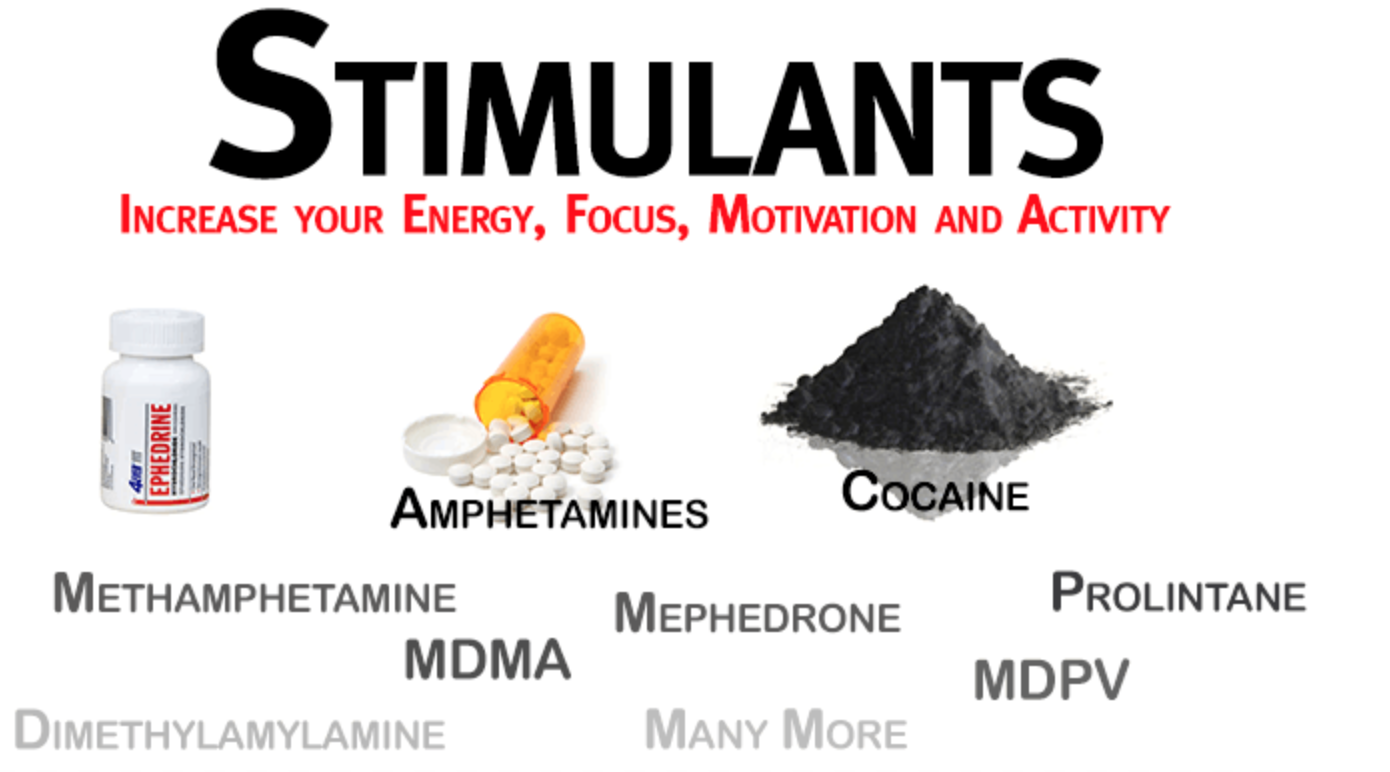 STIMULANTS
INCREASE YOUR ENERGY, FOCUS, MOTIVATION AND ACTIVITY
EPHEDRINE
AMPHETAMINES
COCAINE
METHAMPHETAMINE
MEPHEDRONE
PROLINTANE
MDMA
MDPV
DIMETHYLAMYLAMINE
MANY MORE